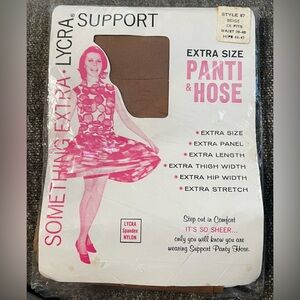 SOMETHING EXTRA • LYCRA® SUPPORT
STYLE 67
BEIGE
EXTRA SIZE
PANTI
& HOSE
• EXTRA SIZE
• EXTRA PANEL
• EXTRA LENGTH
• EXTRA THIGH WIDTH
• EXTRA HIP WIDTH
• EXTRA STRETCH
LYCRA
Spandex
NYLON
Step out in Comfort
IT'S SO SHEER...
only you will know you are
wearing Support Panty Hose.